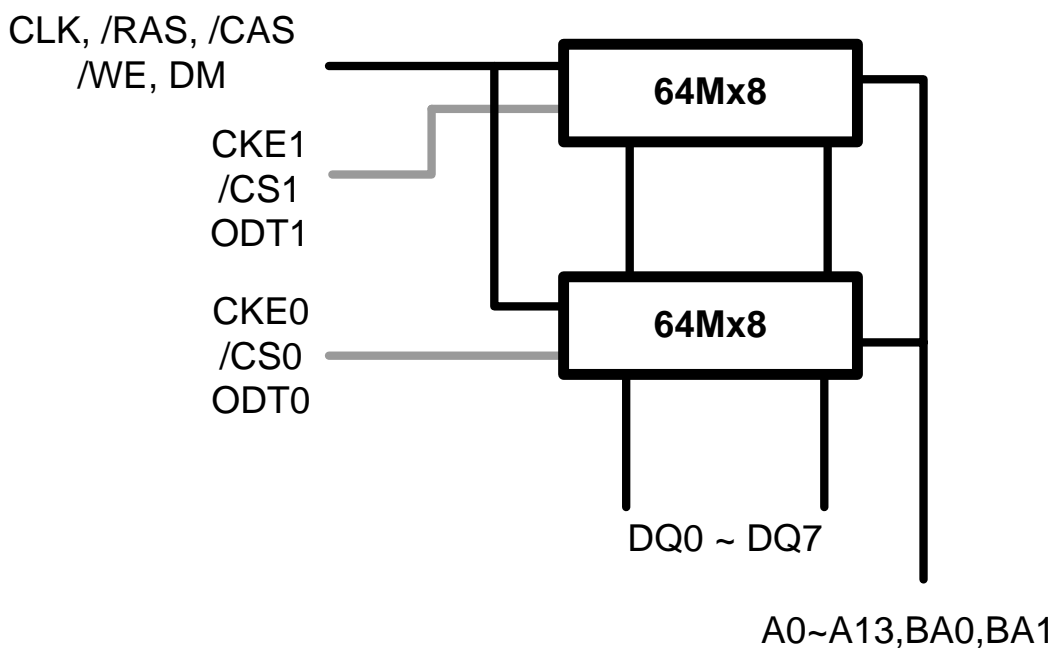 CLK, /RAS, /CAS
/WE, DM
64Mx8
CKE1
/CS1
ODT1
CKE0
/CS0
ODT0
64Mx8
DQ0 ~ DQ7
A0~A13,BA0,BA1